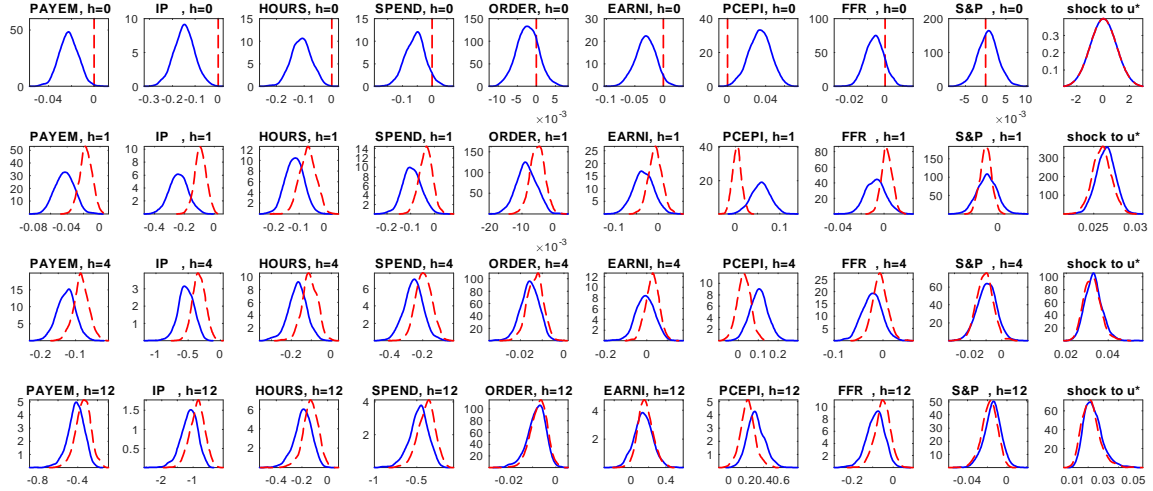 PAYEM, h=0 IP , h=0 HOURS, h=0 SPEND, h=0 ORDER, h=0 EARNI, h=0 PCEPI, h=0 FFR , h=0 S&P , h=0 shock to u*
50 0 -0.04 0
10 5 0 -0.3 -0.2 -0.1 0
10 5 0 -0.2 -0.1 0
15 10 5 0 -0.1 0
100 50 0 -10 -5 0 5 ×10⁻³
20 10 0 -0.1 -0.05 0
40 20 0 0 0.04
100 50 0 -0.02 0
200 100 0 -5 0 5 10 ×10⁻³
0.3 0.2 0.1 -2 0 2
PAYEM, h=1 IP , h=1 HOURS, h=1 SPEND, h=1 ORDER, h=1 EARNI, h=1 PCEPI, h=1 FFR , h=1 S&P , h=1 shock to u*
50 40 30 20 10 -0.08 -0.04 0
10 8 6 4 2 -0.4 -0.2 0
12 10 8 6 4 2 -0.2 -0.1 0
14 12 10 8 6 4 2 -0.2 -0.1 0
150 100 50 -20 -10 0 ×10⁻³
25 20 15 10 5 -0.1 0
40 20 0 0 0.1
80 60 40 20 -0.04 0
150 100 50 0
300 200 100 0.025 0.03
PAYEM, h=4 IP , h=4 HOURS, h=4 SPEND, h=4 ORDER, h=4 EARNI, h=4 PCEPI, h=4 FFR , h=4 S&P , h=4 shock to u*
15 10 5 -0.2 -0.1
3 2 1 0 -1 -0.5 0
10 8 6 4 2 -0.2 0
6 4 2 -0.4 -0.2
100 80 60 40 20 -0.02 0
12 10 8 6 4 2 -0.2 0
12 10 8 6 4 2 0 0.1 0.2
25 20 15 10 5 0 -0.1 0
60 40 20 -0.02 0
100 80 60 40 20 0.02 0.04
PAYEM, h=12 IP , h=12 HOURS, h=12 SPEND, h=12 ORDER, h=12 EARNI, h=12 PCEPI, h=12 FFR , h=12 S&P , h=12 shock to u*
5 4 3 2 1 -0.8 -0.4
1.5 1 0.5 -2 -1
6 4 2 -0.4 -0.2 0
4 2 -1 -0.5
100 80 60 40 20 -0.02 0
4 2 0 0.4
5 4 3 2 1 0 0.2 0.4 0.6
10 8 6 4 2 -0.2 0
50 40 30 20 10 -0.04 0
60 40 20 0.01 0.03 0.05